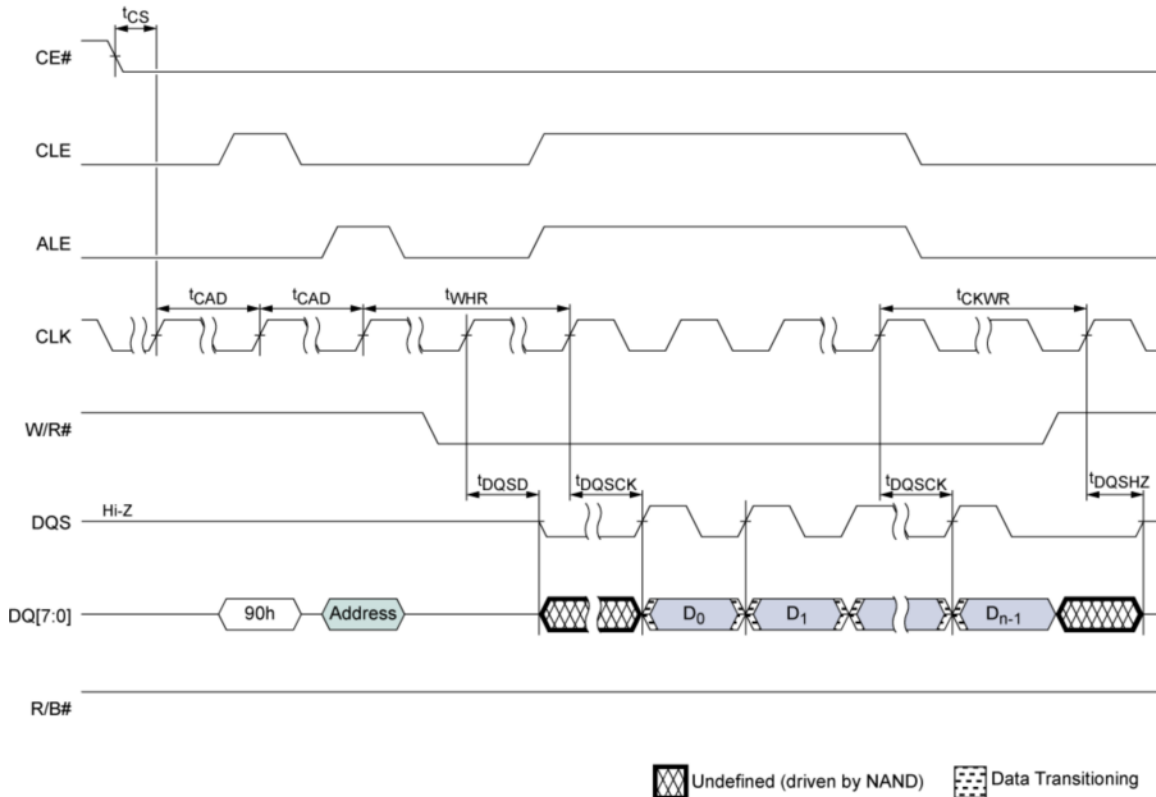 tCS
CE#
CLE
ALE
tCAD tCAD tWHR tCKWR
CLK
W/R#
tDQSD tDQSCK tDQSCK tDQSHZ
DQS Hi-Z
DQ[7:0] 90h Address D0 D1 Dn-1
R/B#
Undefined (driven by NAND) Data Transitioning